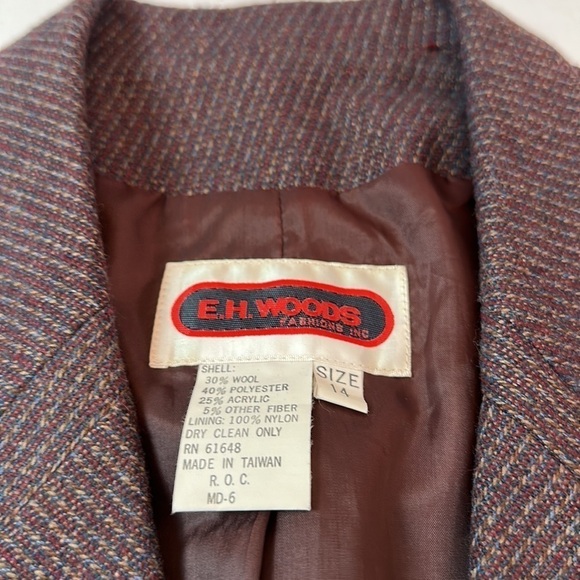 E.H. WOODS
FASHIONS INC
SHELL:
30% WOOL
40% POLYESTER
25% ACRYLIC
5% OTHER FIBER
LINING: 100% NYLON
DRY CLEAN ONLY
RN 61648
MADE IN TAIWAN
R. O. C.
MD-6
SIZE
14